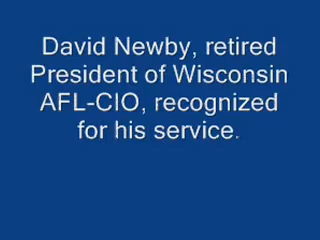 David Newby, retired
President of Wisconsin
AFL-CIO, recognized
for his service.